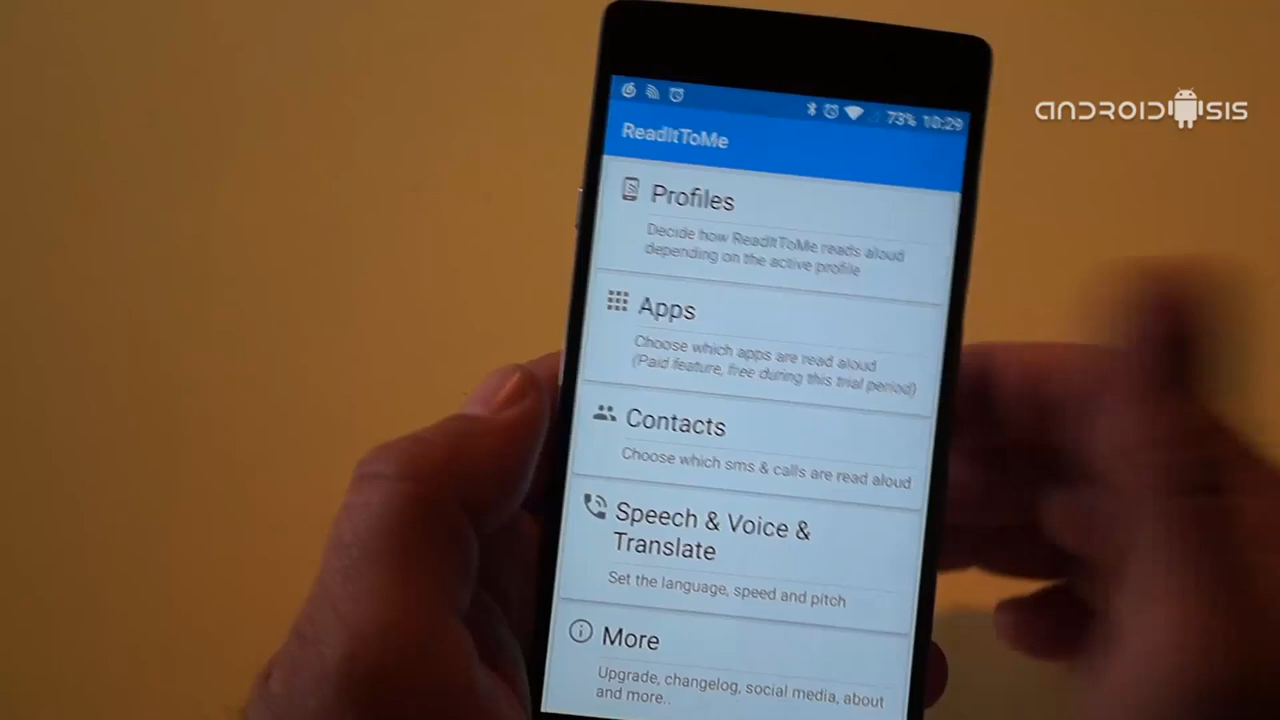 ANDROIDSIS
73% 10:29
ReadItToMe
Profiles
Decide how ReadItToMe reads aloud
depending on the active profile
Apps
Choose which apps are read aloud
(Paid feature, free during this trial period)
Contacts
Choose which sms & calls are read aloud
Speech & Voice &
Translate
Set the language, speed and pitch
More
Upgrade, changelog, social media, about
and more..